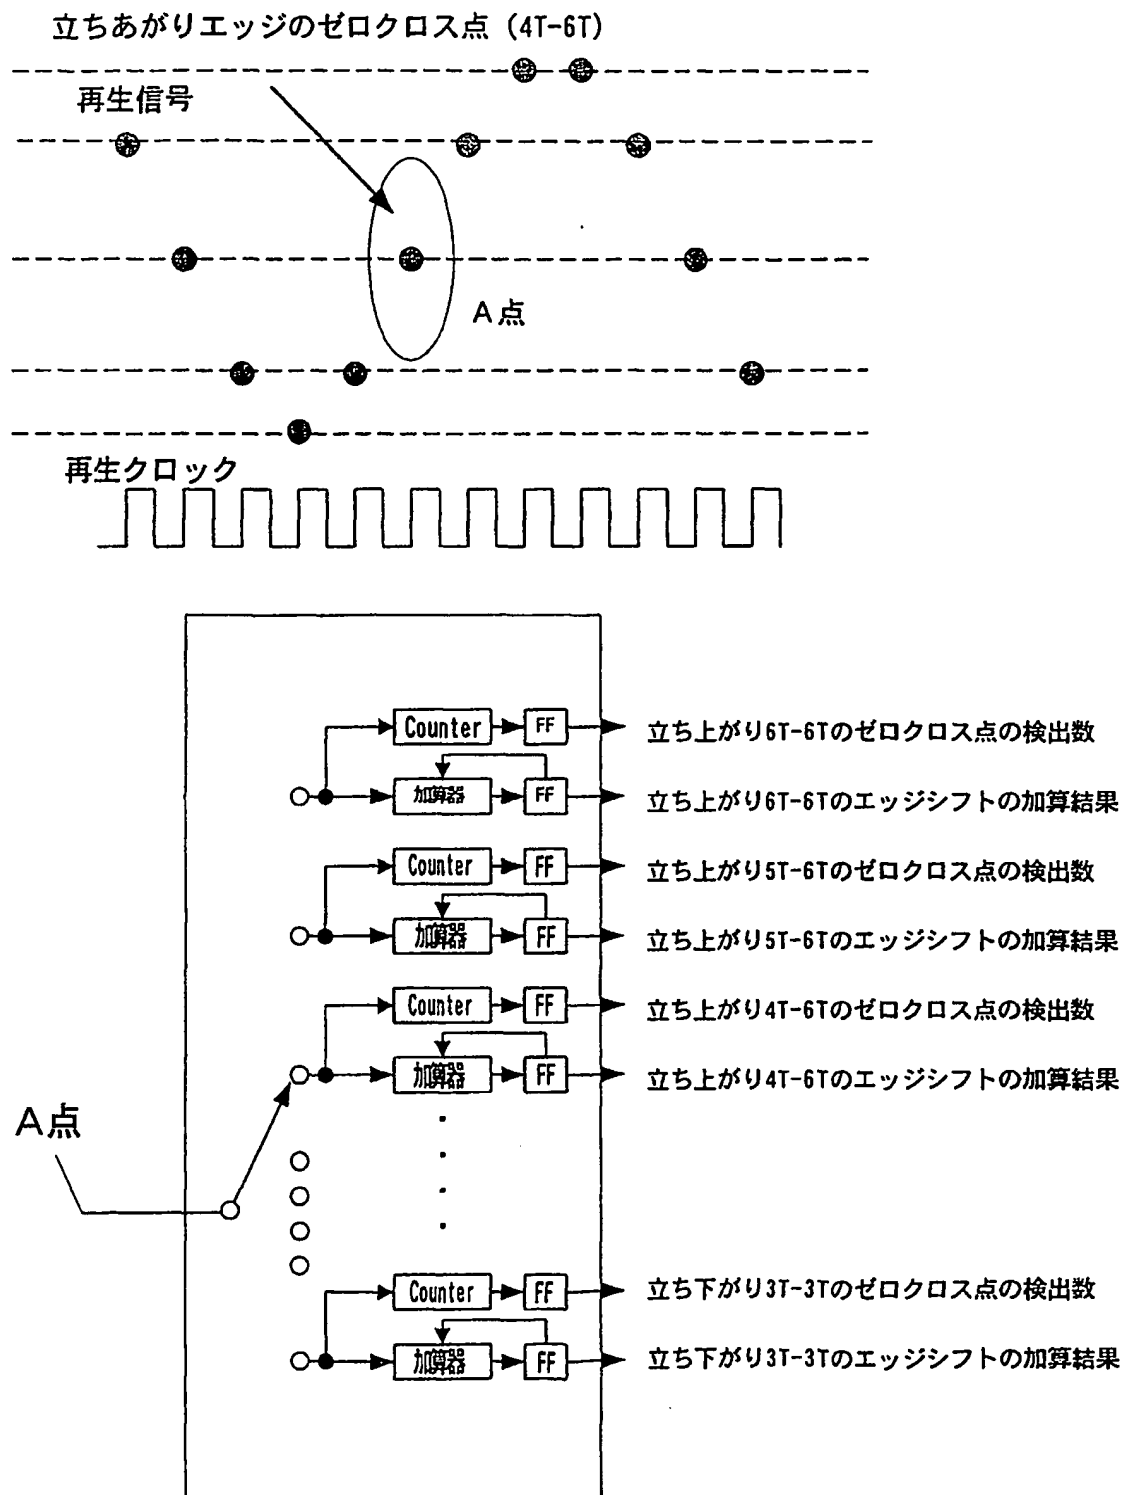 立ちあがりエッジのゼロクロス点 (4T-6T)
再生信号
A点
再生クロック
Counter
FF
立ち上がり6T-6Tのゼロクロス点の検出数
加算器
FF
立ち上がり6T-6Tのエッジシフトの加算結果
Counter
FF
立ち上がり5T-6Tのゼロクロス点の検出数
加算器
FF
立ち上がり5T-6Tのエッジシフトの加算結果
Counter
FF
立ち上がり4T-6Tのゼロクロス点の検出数
加算器
FF
立ち上がり4T-6Tのエッジシフトの加算結果
A点
Counter
FF
立ち下がり3T-3Tのゼロクロス点の検出数
加算器
FF
立ち下がり3T-3Tのエッジシフトの加算結果